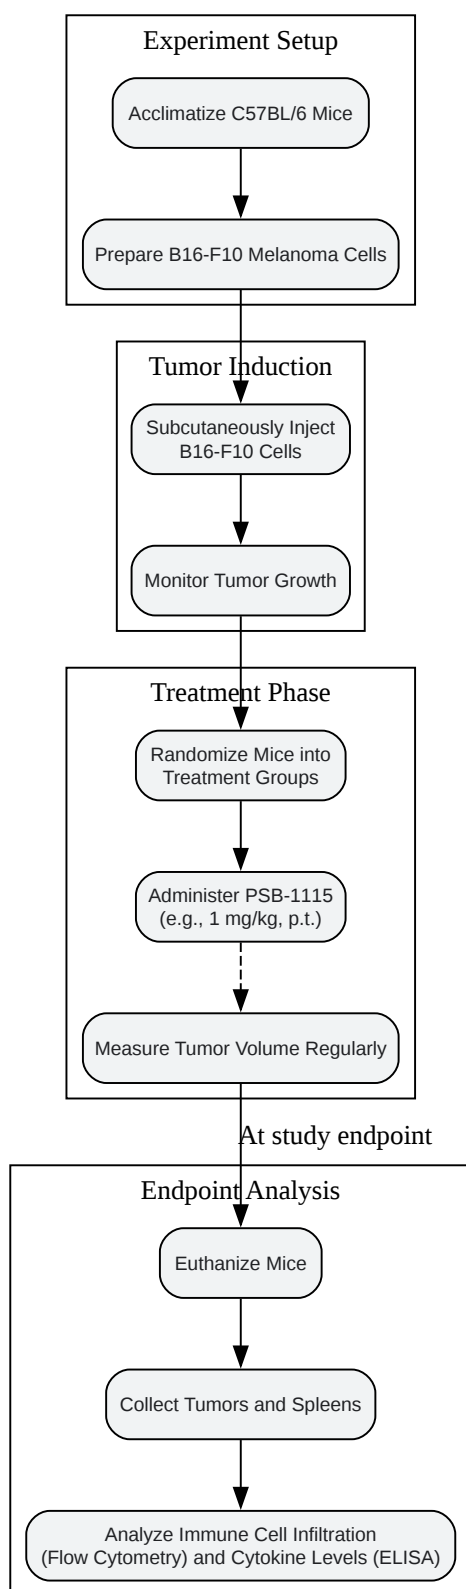 Experiment Setup
Acclimatize C57BL/6 Mice
Prepare B16-F10 Melanoma Cells
Tumor Induction
Subcutaneously Inject
B16-F10 Cells
Monitor Tumor Growth
Treatment Phase
Randomize Mice into
Treatment Groups
Administer PSB-1115
(e.g., 1 mg/kg, p.t.)
Measure Tumor Volume Regularly
At study endpoint
Endpoint Analysis
Euthanize Mice
Collect Tumors and Spleens
Analyze Immune Cell Infiltration
(Flow Cytometry) and Cytokine Levels (ELISA)